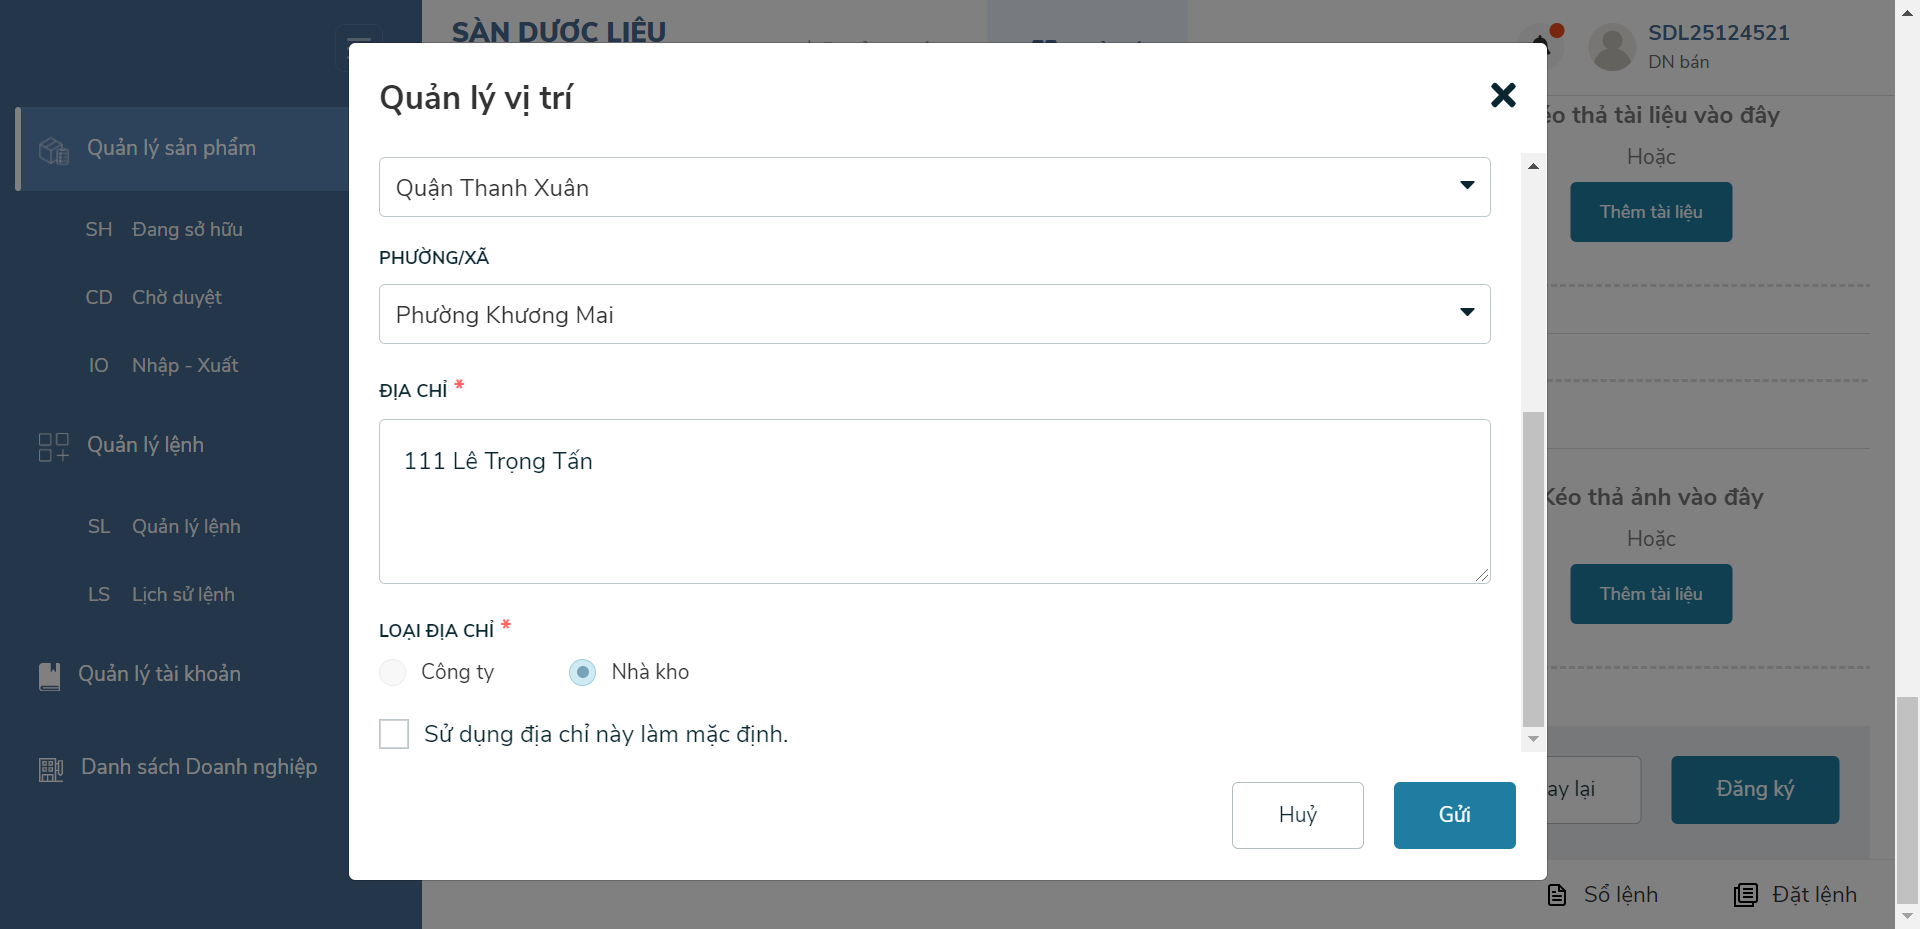 SÀN DƯỢC LIỆU
SDL25124521
DN bán
Quản lý sản phẩm
SH Đang sở hữu
CD Chờ duyệt
IO Nhập - Xuất
Quản lý lệnh
SL Quản lý lệnh
LS Lịch sử lệnh
Quản lý tài khoản
Danh sách Doanh nghiệp
Quản lý vị trí
Quận Thanh Xuân
PHƯỜNG/XÃ
Phường Khương Mai
ĐỊA CHỈ *
111 Lê Trọng Tấn
LOẠI ĐỊA CHỈ *
Công ty
Nhà kho
Sử dụng địa chỉ này làm mặc định.
Huỷ
Gửi
éo thả tài liệu vào đây
Hoặc
Thêm tài liệu
Kéo thả ảnh vào đây
Hoặc
Thêm tài liệu
ay lại
Đăng ký
Sổ lệnh
Đặt lệnh